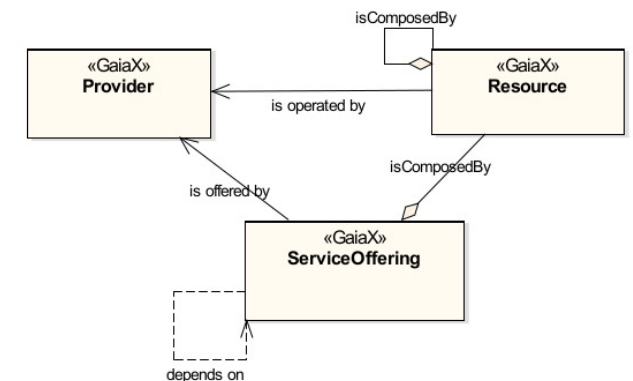 isComposedBy
«GaiaX»
Provider
«GaiaX»
Resource
is operated by
isComposedBy
is offered by
«GaiaX»
ServiceOffering
depends on